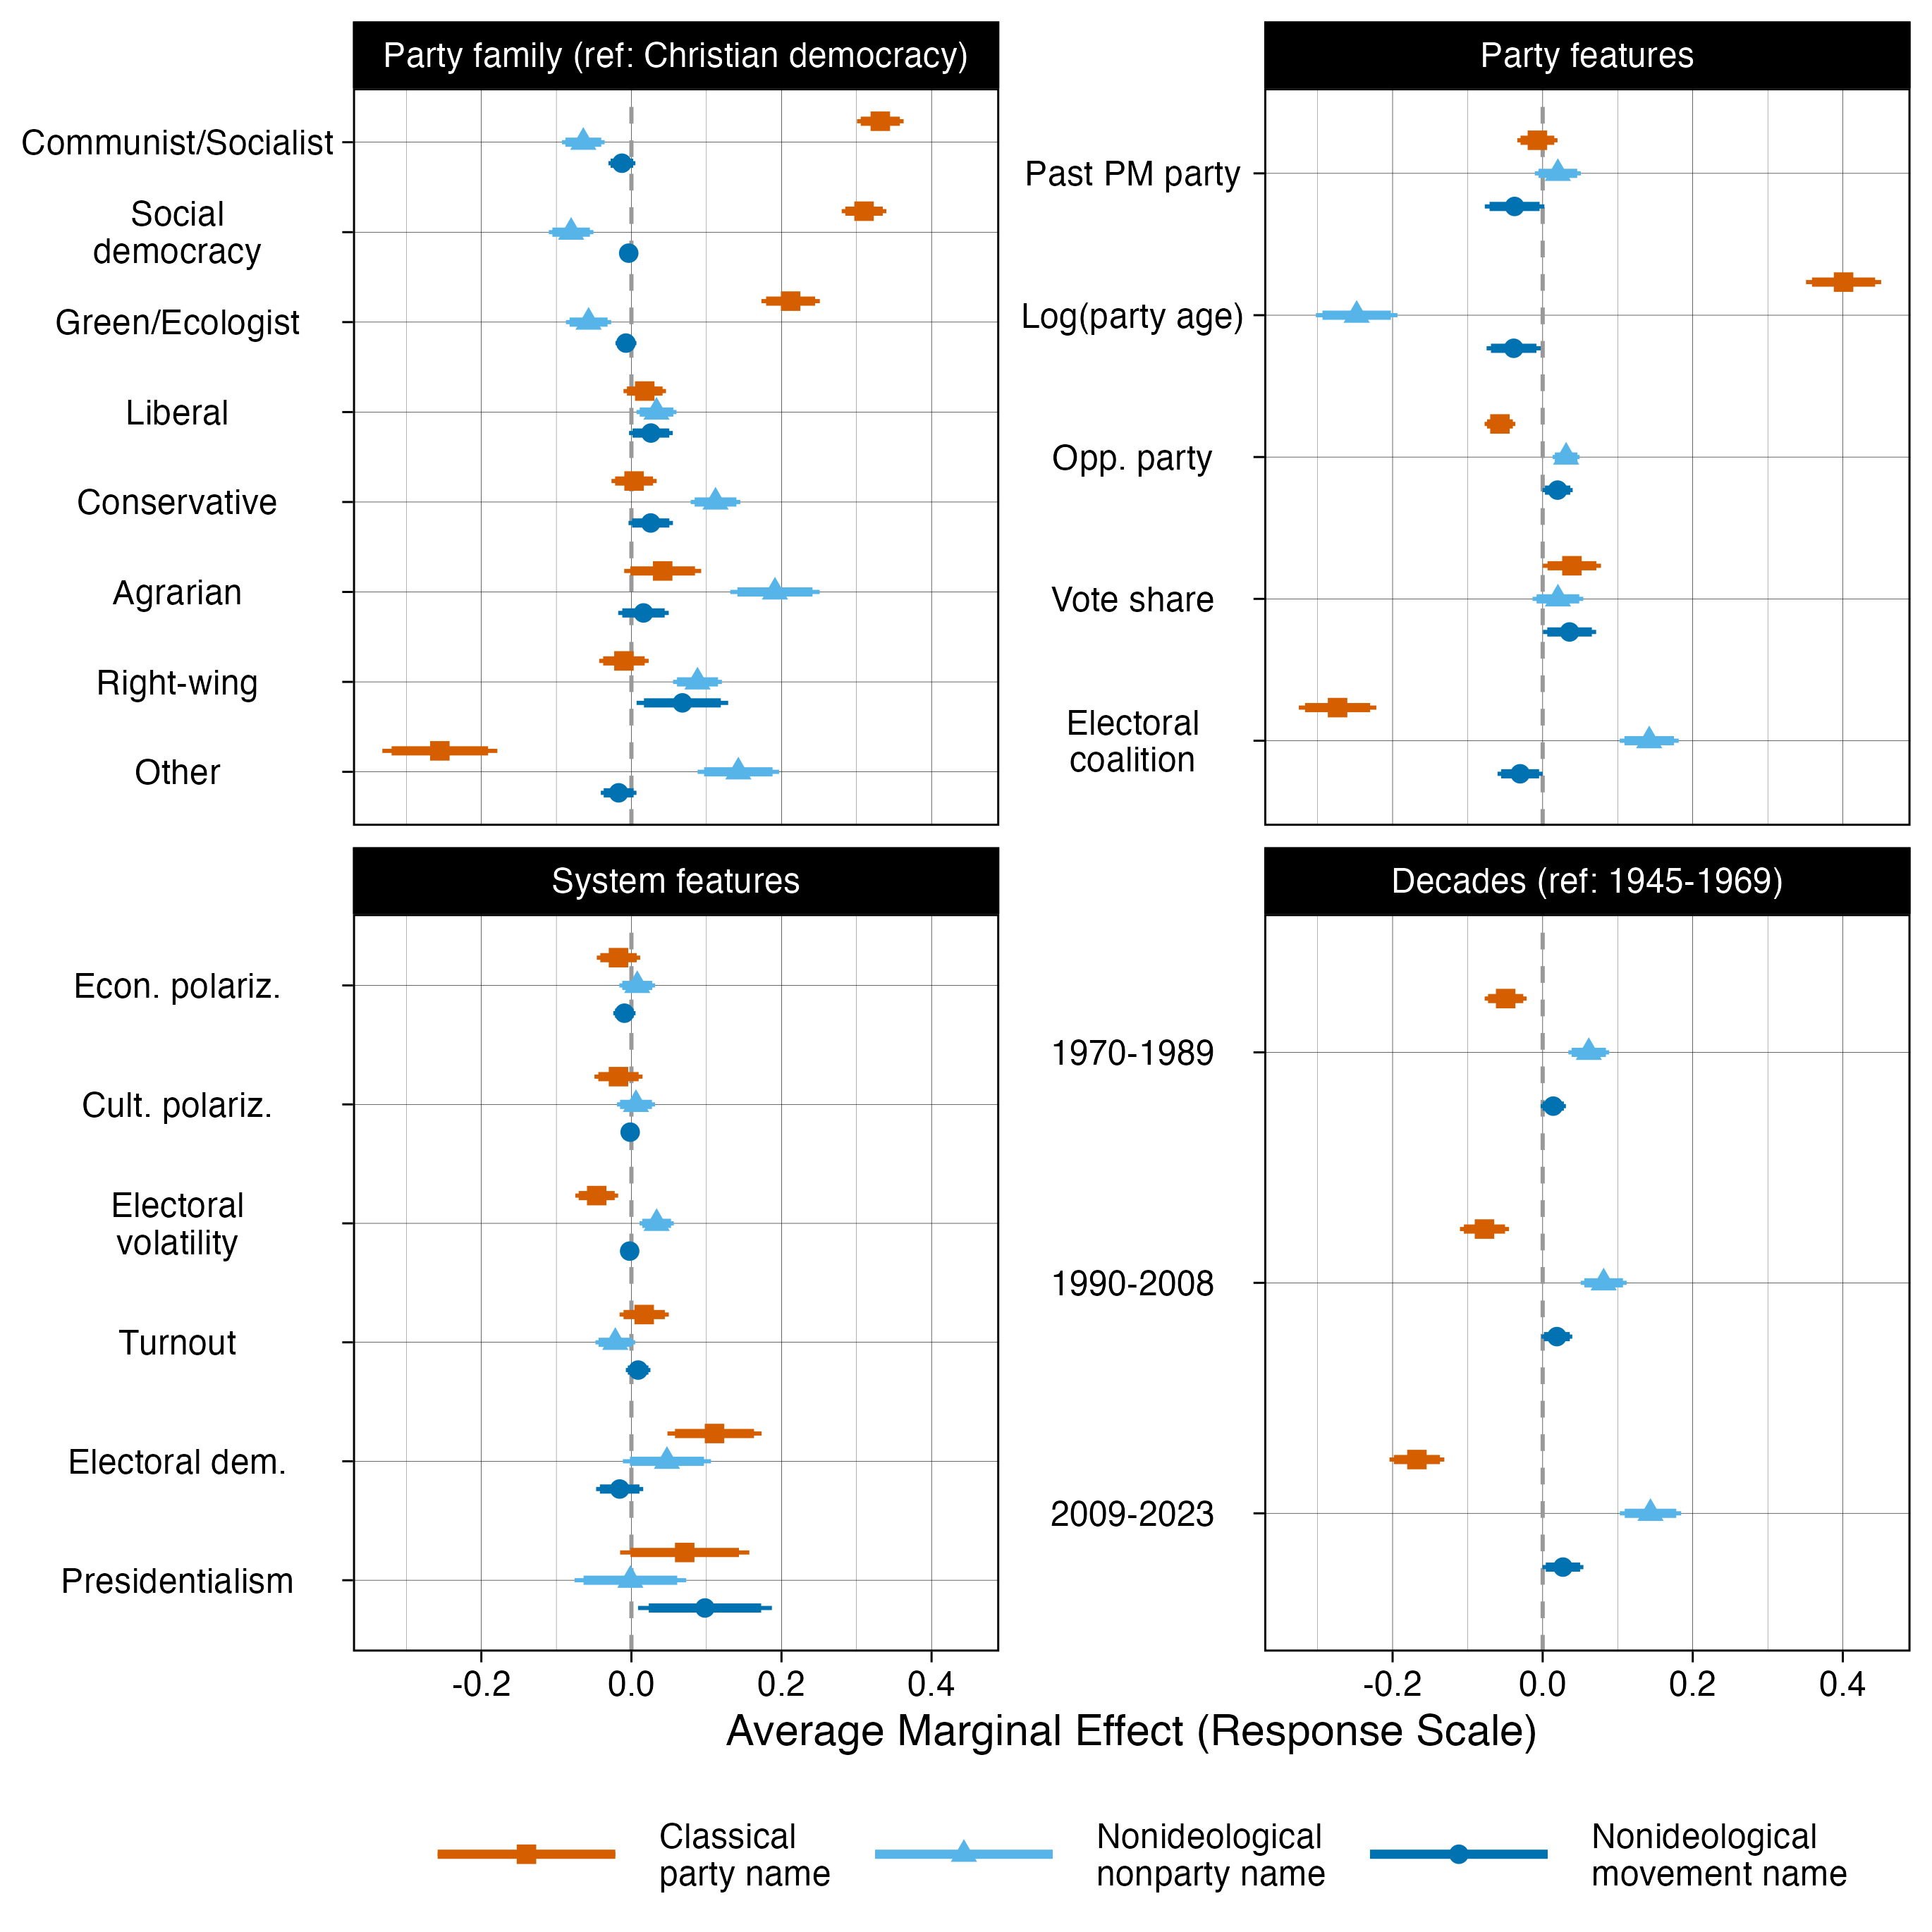 Party family (ref: Christian democracy)
Communist/Socialist
Social
democracy
Green/Ecologist
Liberal
Conservative
Agrarian
Right-wing
Other
Party features
Past PM party
Log(party age)
Opp. party
Vote share
Electoral
coalition
System features
Econ. polariz.
Cult. polariz.
Electoral
volatility
Turnout
Electoral dem.
Presidentialism
-0.2 0.0 0.2 0.4
Decades (ref: 1945-1969)
1970-1989
1990-2008
2009-2023
-0.2 0.0 0.2 0.4
Average Marginal Effect (Response Scale)
Classical
party name
Nonideological
nonparty name
Nonideological
movement name